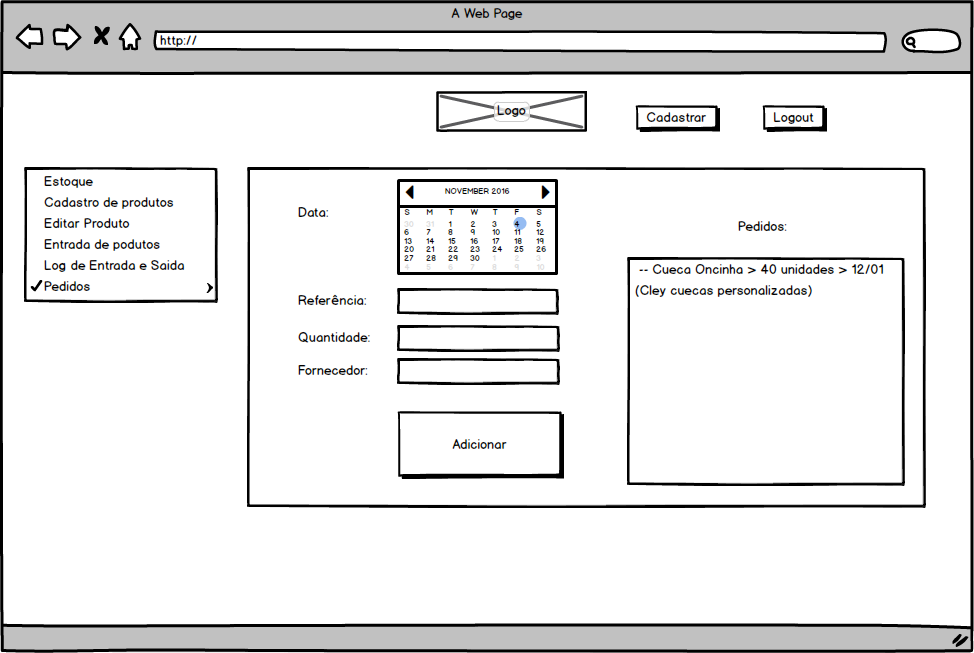 A Web Page
http://
Logo
Cadastrar
Logout
Estoque
Cadastro de produtos
Editar Produto
Entrada de podutos
Log de Entrada e Saida
Pedidos
Data:
NOVEMBER 2016
S M T W T F S
30 31 1 2 3 4 5
6 7 8 9 10 11 12
13 14 15 16 17 18 19
20 21 22 23 24 25 26
27 28 29 30 1 2 3
4 5 6 7 8 9 10
Referência:
Quantidade:
Fornecedor:
Adicionar
Pedidos:
-- Cueca Oncinha > 40 unidades > 12/01
(Cley cuecas personalizadas)